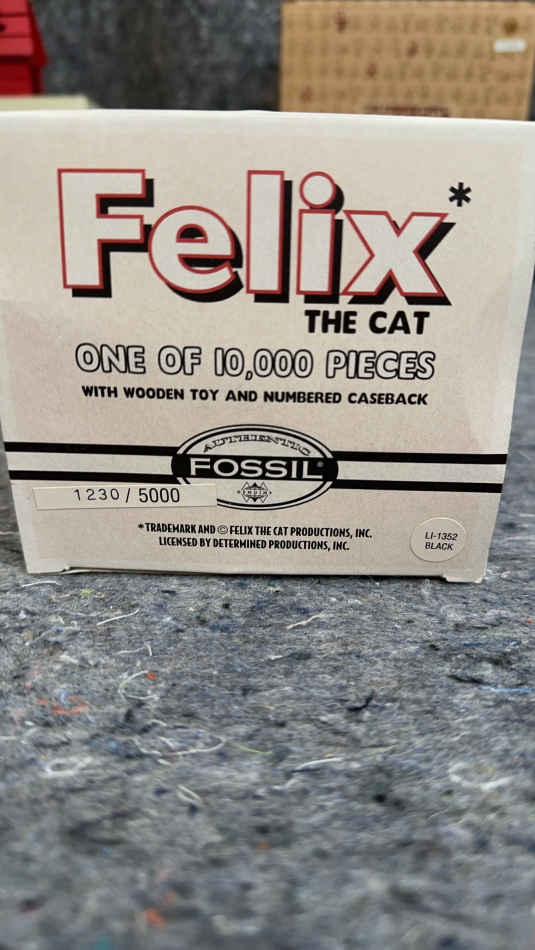 Felix*
THE CAT
ONE OF 10,000 PIECES
WITH WOODEN TOY AND NUMBERED CASEBACK
AUTHENTIC
FOSSIL®
1230 / 5000
*TRADEMARK AND © FELIX THE CAT PRODUCTIONS, INC.
LICENSED BY DETERMINED PRODUCTIONS, INC.
LI-1352
BLACK